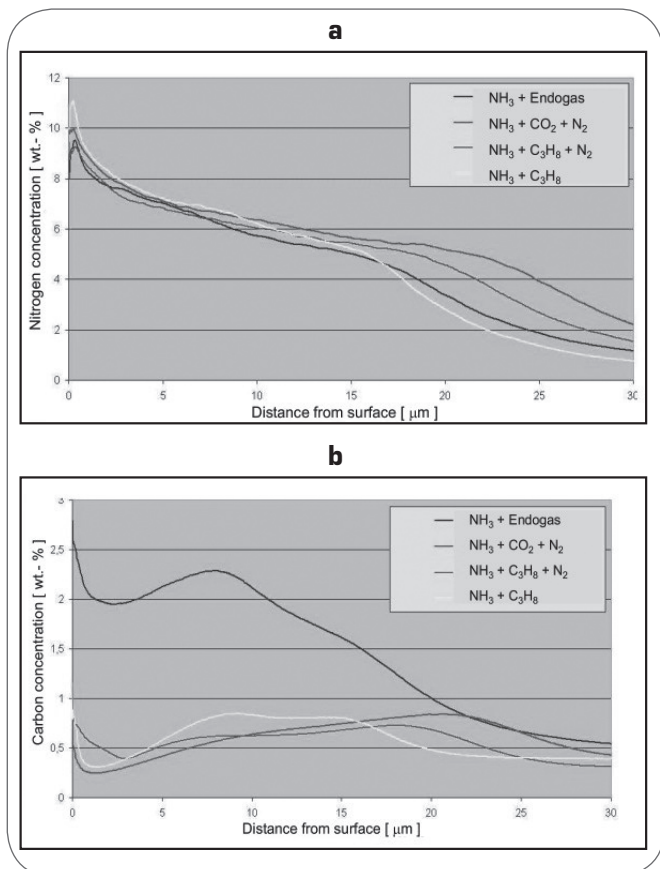 a
12
10
8
6
4
2
0
Nitrogen concentration [ wt.- % ]
NH₃ + Endogas
NH₃ + CO₂ + N₂
NH₃ + C₃H₈ + N₂
NH₃ + C₃H₈
0 5 10 15 20 25 30
Distance from surface [ µm ]
b
3
2,5
2
1,5
1
0,5
0
Carbon concentration [ wt.- % ]
NH₃ + Endogas
NH₃ + CO₂ + N₂
NH₃ + C₃H₈ + N₂
NH₃ + C₃H₈
0 5 10 15 20 25 30
Distance from surface [ µm ]